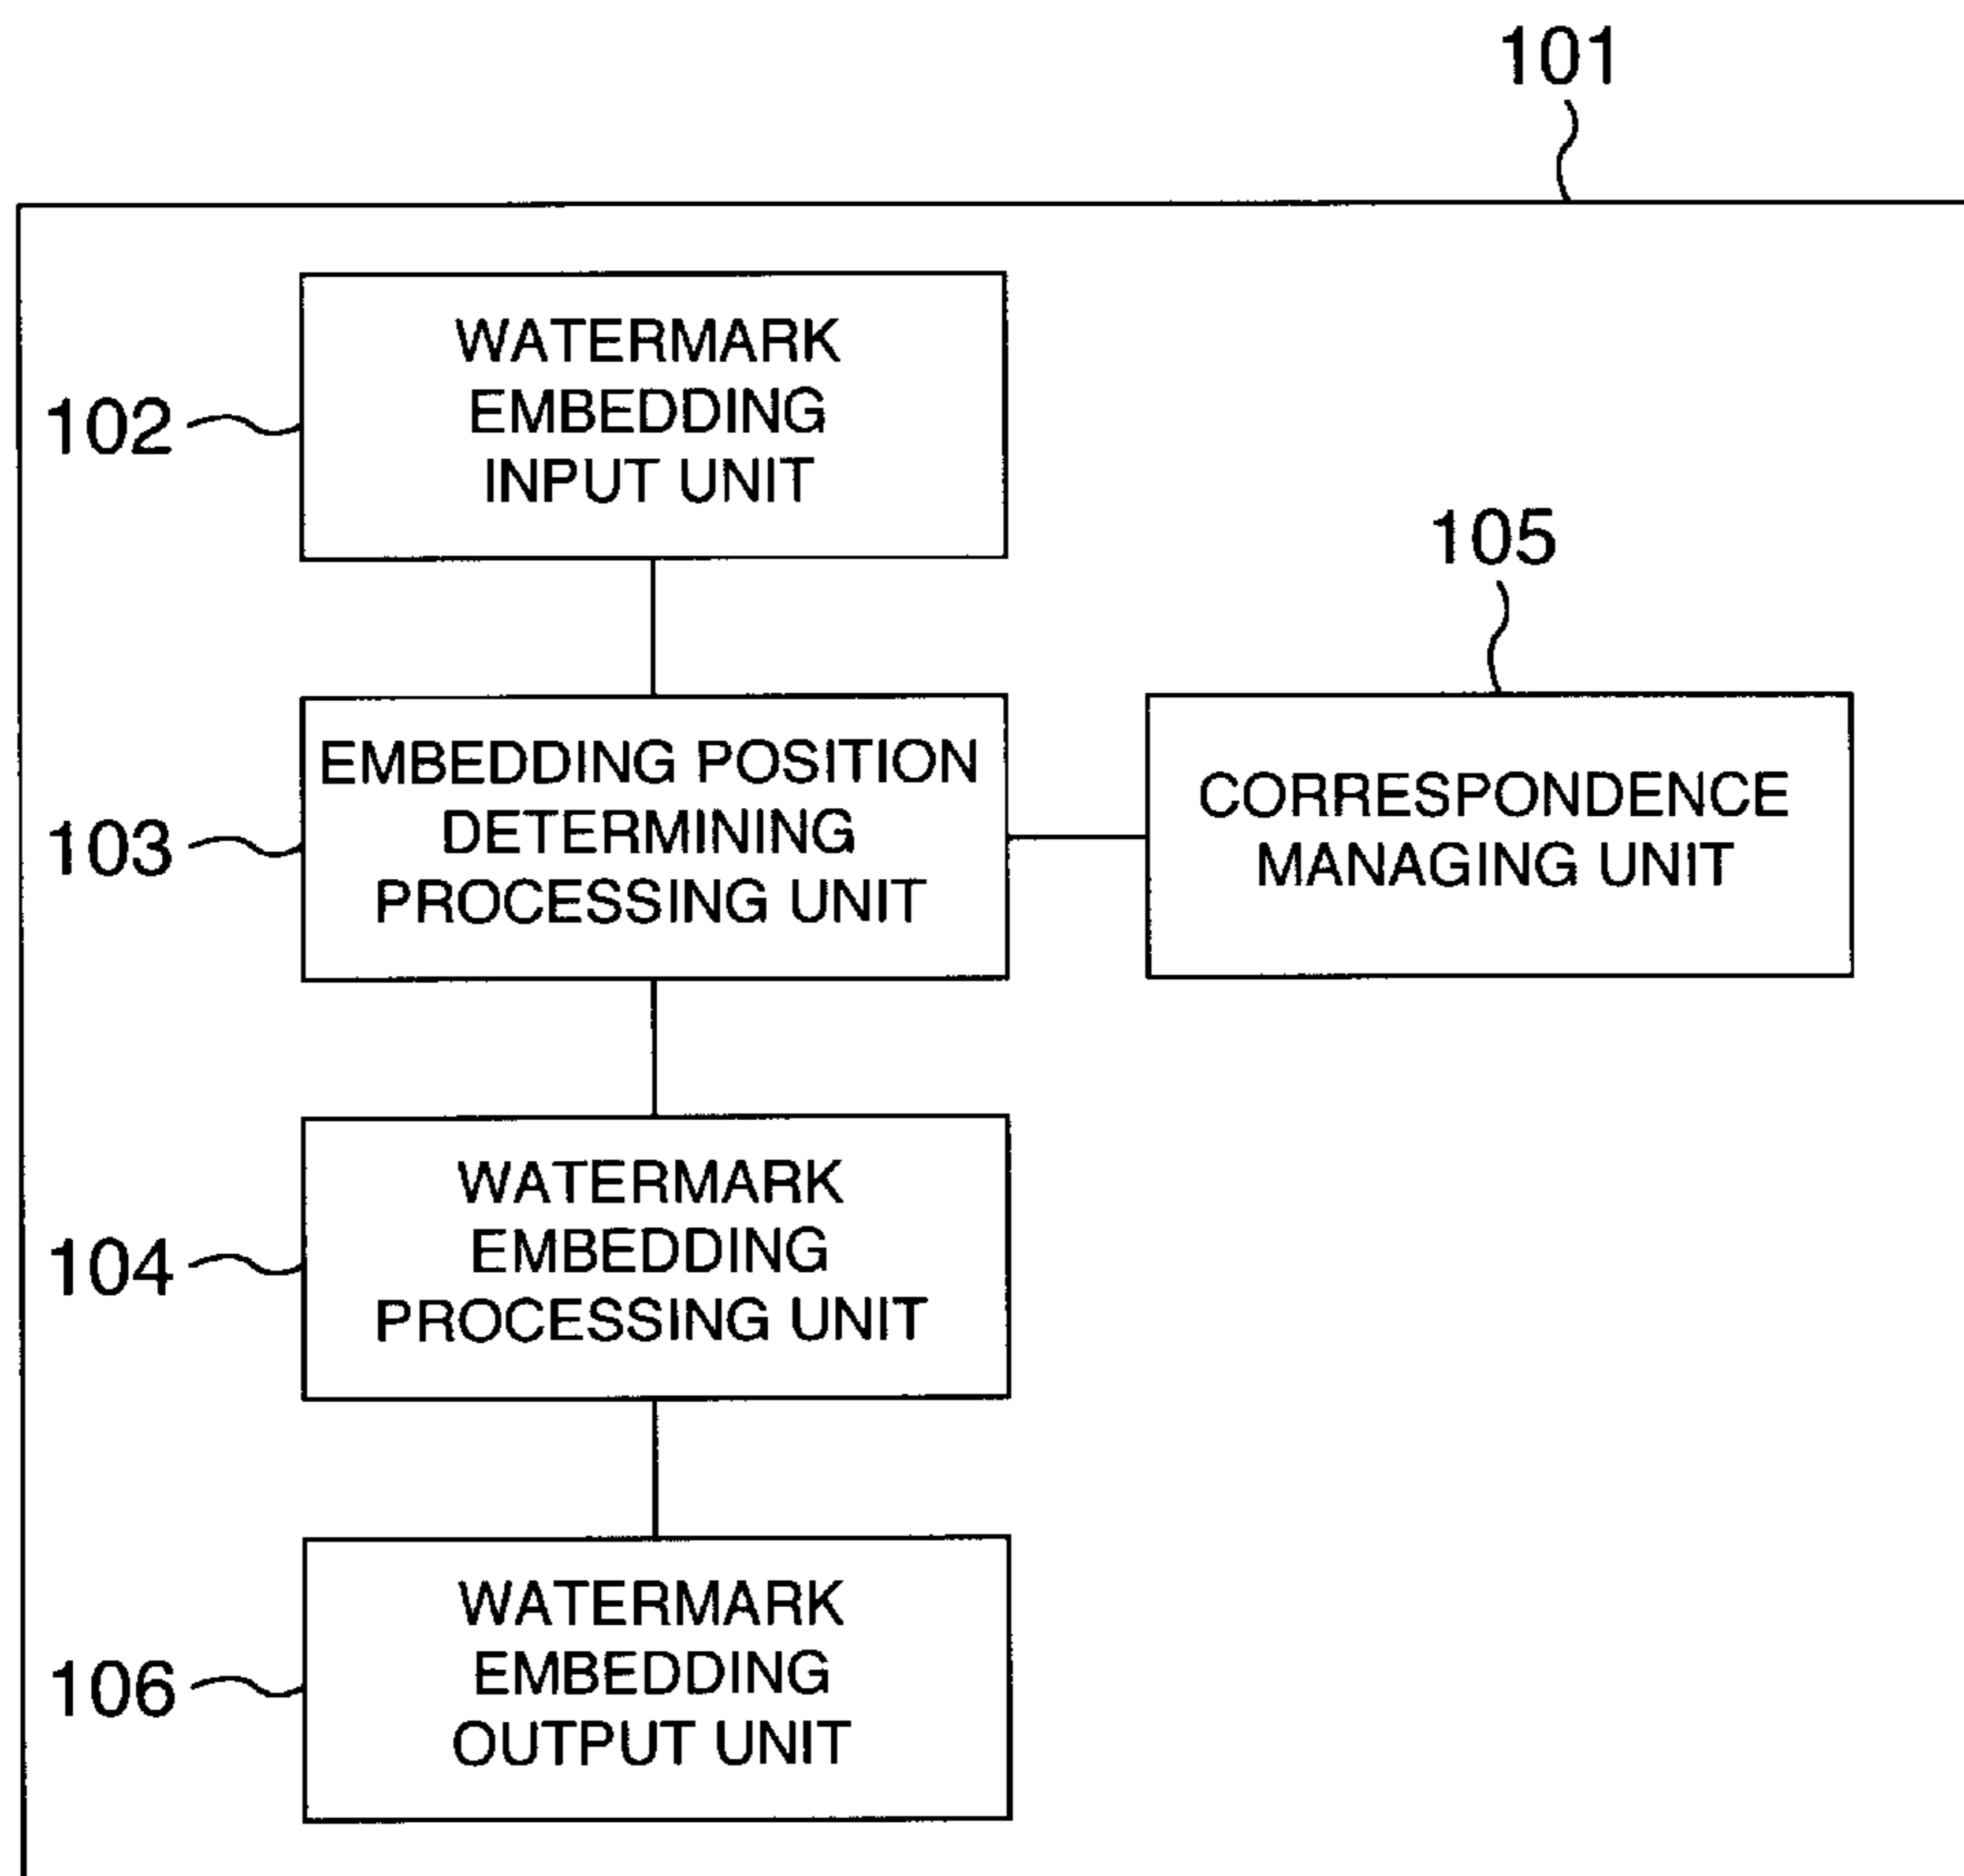 101
WATERMARK
EMBEDDING
INPUT UNIT
102
105
EMBEDDING POSITION
DETERMINING
PROCESSING UNIT
103
CORRESPONDENCE
MANAGING UNIT
WATERMARK
EMBEDDING
PROCESSING UNIT
104
WATERMARK
EMBEDDING
OUTPUT UNIT
106